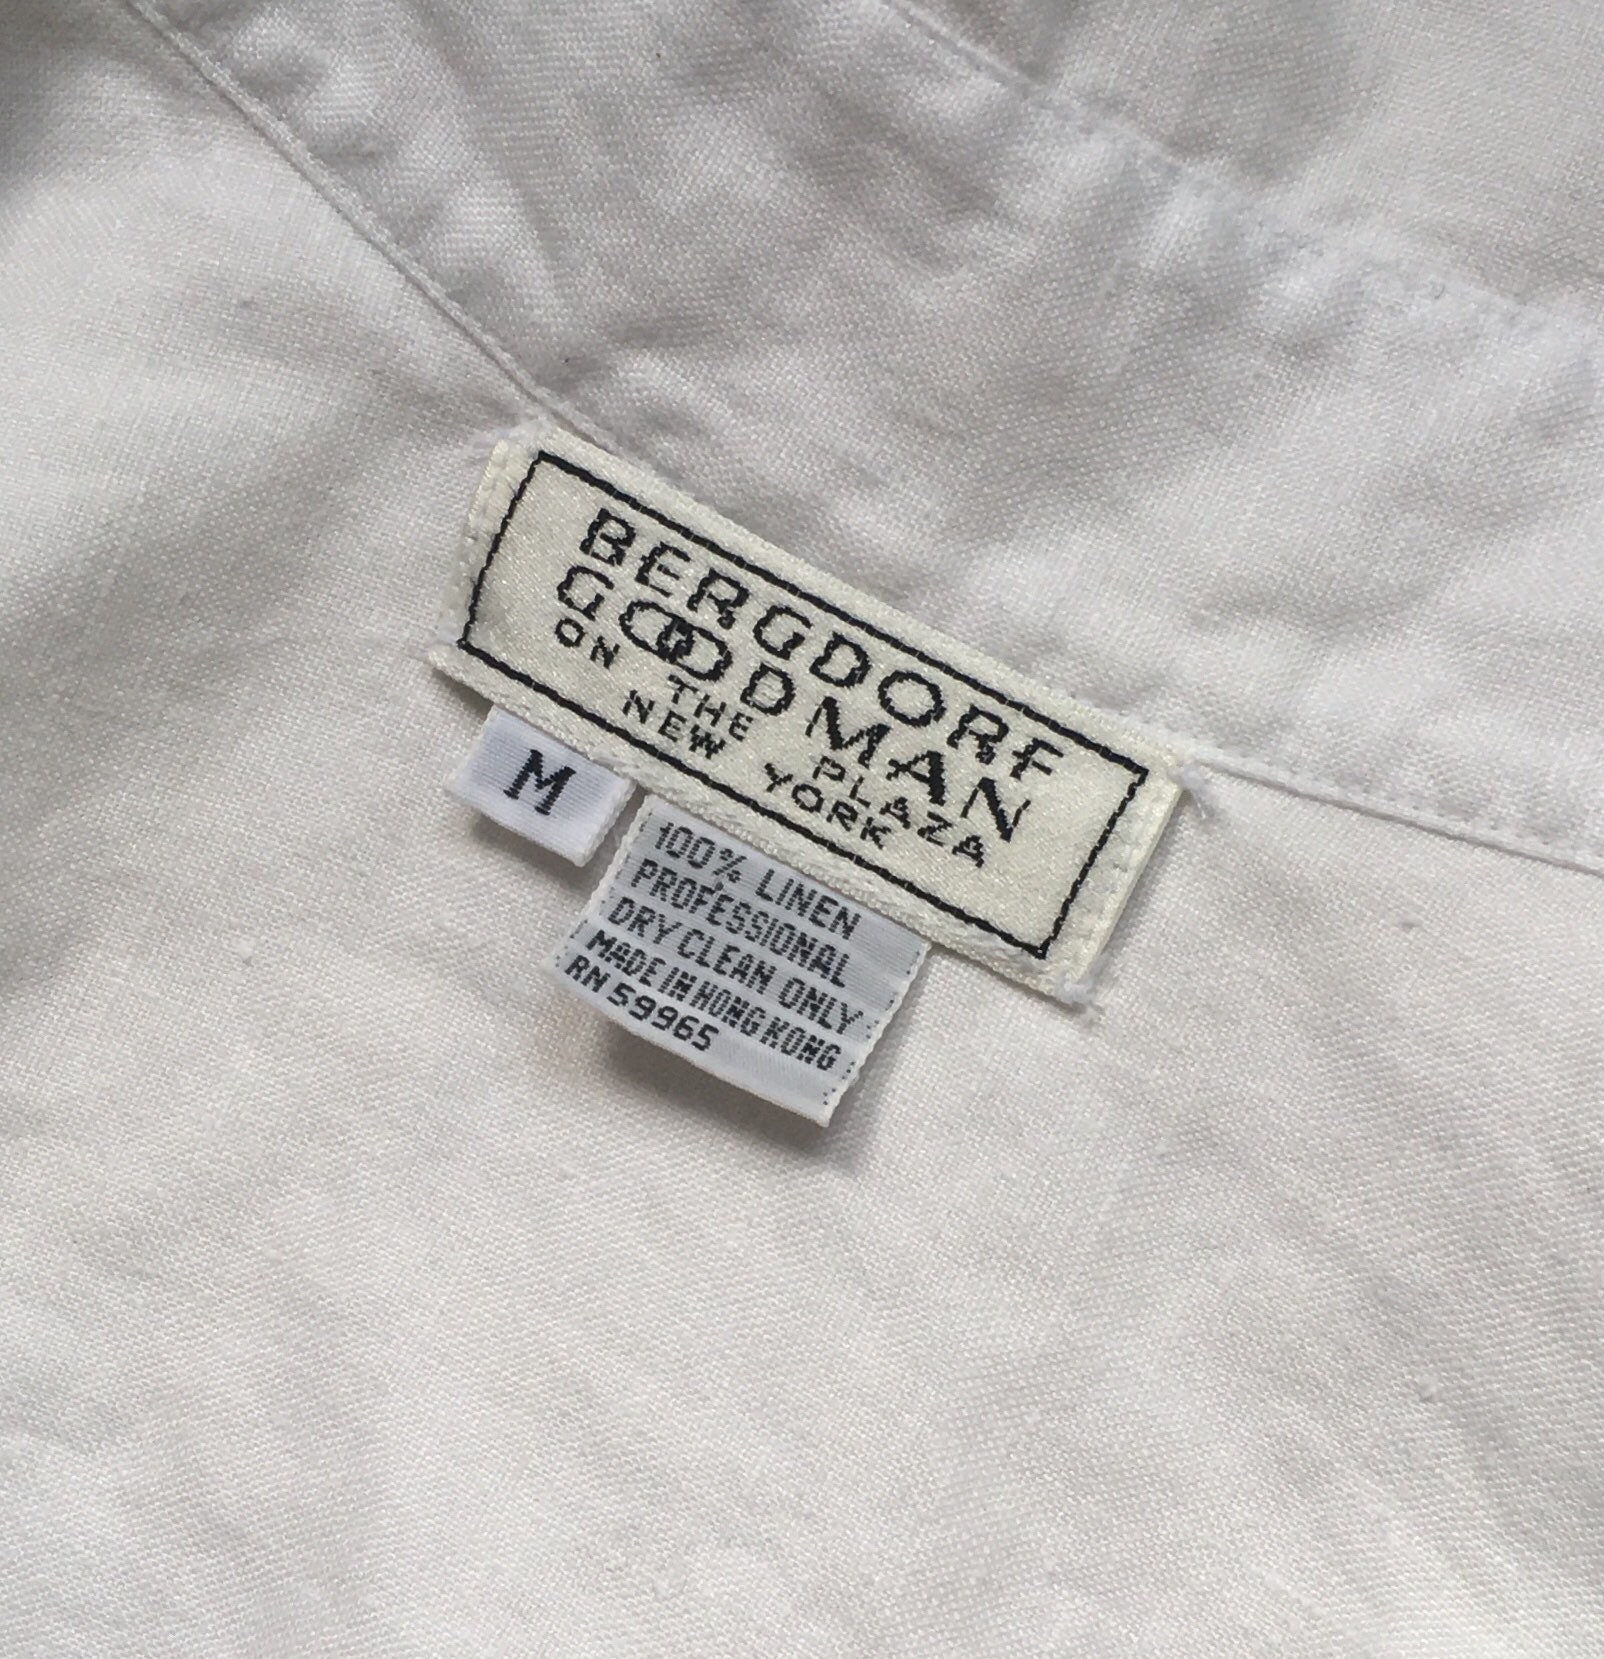 BERGDORF
GOODMAN
ON THE PLAZA
NEW YORK
M
100% LINEN
PROFESSIONAL
DRY CLEAN ONLY
MADE IN HONG KONG
RN 59965